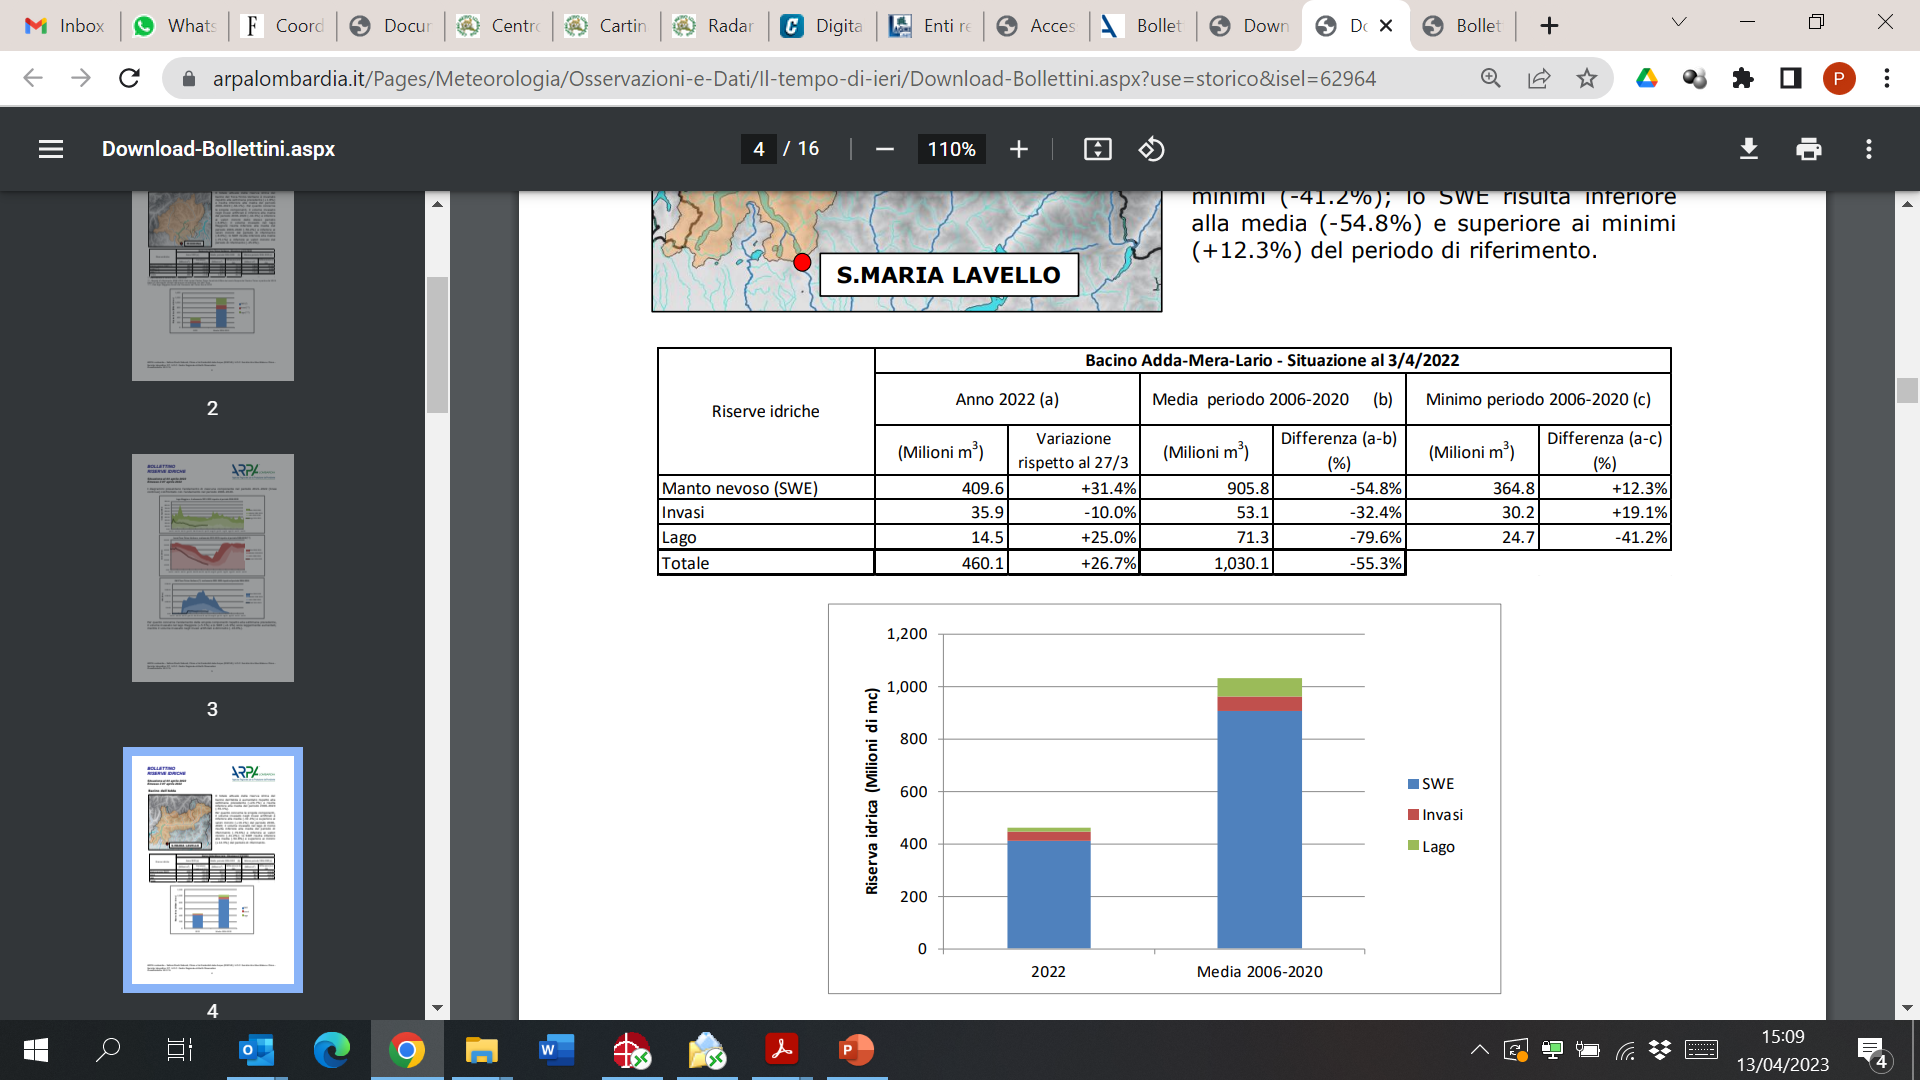 Inbox
Whats
Coord
Docur
Centro
Cartin
Radar
Digita
Enti re
Acces
Bollet
Down
Do
Bollet
arpalombardia.it/Pages/Meteorologia/Osservazioni-e-Dati/Il-tempo-di-ieri/Download-Bollettini.aspx?use=storico&isel=62964
P
Download-Bollettini.aspx
4 / 16
110%
2
3
BOLLETTINO
RISERVE IDRICHE
ARPA
4
minimi (-41.2%); lo SWE risulta inferiore
alla media (-54.8%) e superiore ai minimi
(+12.3%) del periodo di riferimento.
S.MARIA LAVELLO
Riserve idriche
Bacino Adda-Mera-Lario - Situazione al 3/4/2022
Anno 2022 (a) Media periodo 2006-2020 (b) Minimo periodo 2006-2020 (c)
(Milioni m³) Variazione rispetto al 27/3 (Milioni m³) Differenza (a-b) (%) (Milioni m³) Differenza (a-c) (%)
Manto nevoso (SWE) 409.6 +31.4% 905.8 -54.8% 364.8 +12.3%
Invasi 35.9 -10.0% 53.1 -32.4% 30.2 +19.1%
Lago 14.5 +25.0% 71.3 -79.6% 24.7 -41.2%
Totale 460.1 +26.7% 1,030.1 -55.3%
Riserva idrica (Milioni di mc)
1,200
1,000
800
600
400
200
0
2022
Media 2006-2020
SWE
Invasi
Lago
15:09
13/04/2023
4